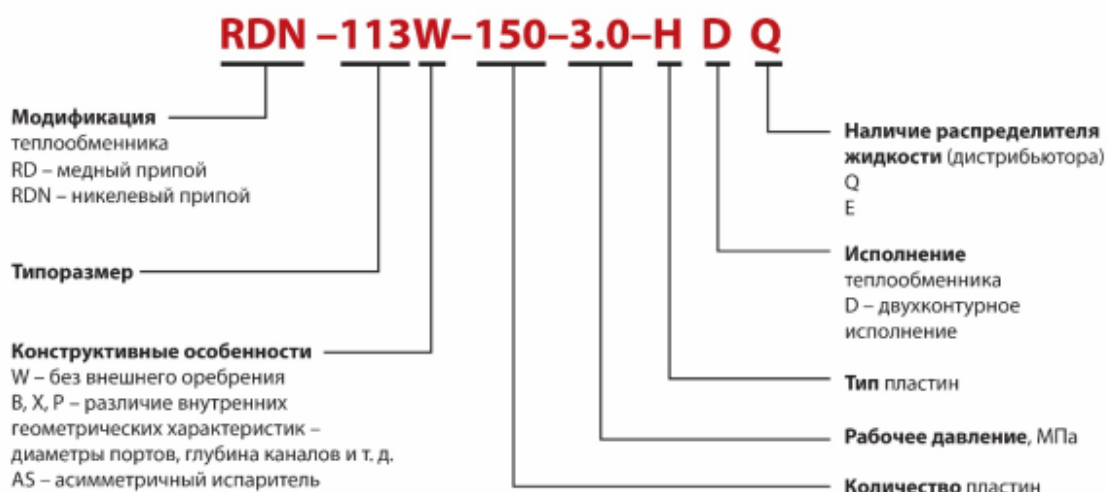 RDN –113W–150–3.0–H D Q
Модификация
теплообменника
RD – медный припой
RDN – никелевый припой
Типоразмер
Конструктивные особенности
W – без внешнего оребрения
B, X, P – различие внутренних
геометрических характеристик –
диаметры портов, глубина каналов и т. д.
AS – асимметричный испаритель
Наличие распределителя
жидкости (дистрибьютора)
Q
E
Исполнение
теплообменника
D – двухконтурное
исполнение
Тип пластин
Рабочее давление, МПа
Количество пластин